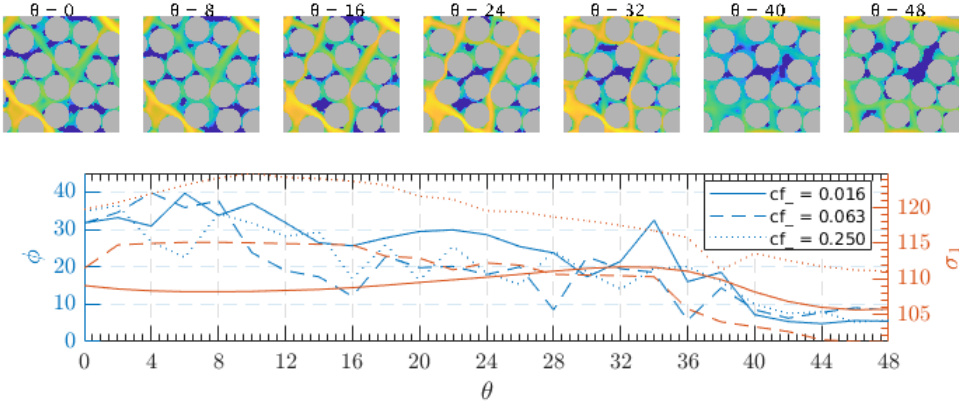 θ − 0 θ − 8 θ − 16 θ − 24 θ − 32 θ − 40 θ − 48
40 30 20 10 0
ϕ
cf_ = 0.016
cf_ = 0.063
cf_ = 0.250
120 115 110 105
σ1
0 4 8 12 16 20 24 28 32 36 40 44 48
θ